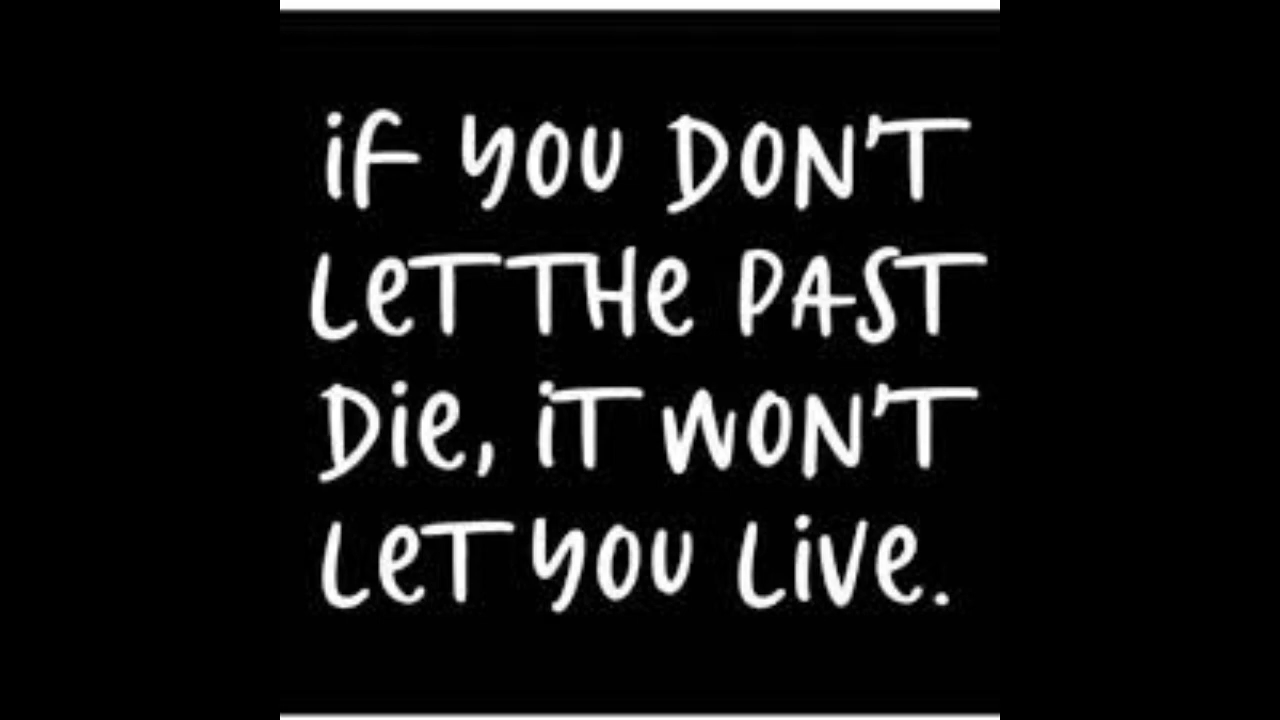 if you DON'T
LeT THe PAST
Die, iT WON'T
LeT you Live.